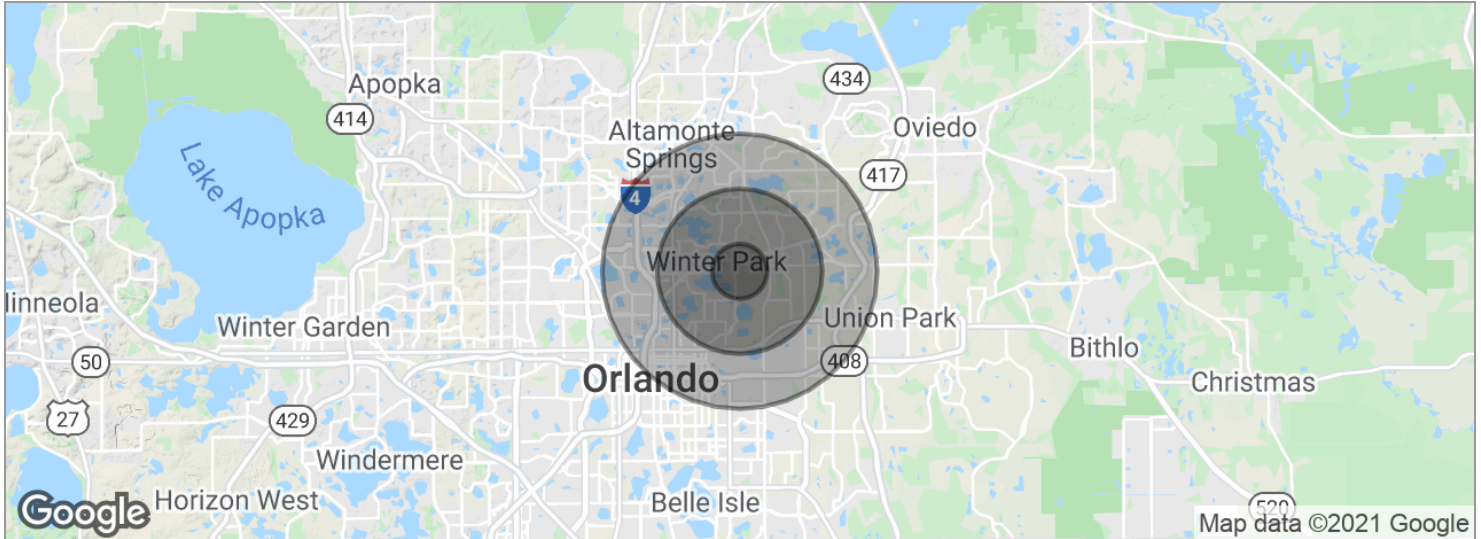 434
Apopka
414
Oviedo
Altamonte
Springs
417
4
Lake Apopka
Winter Park
Minneola
Winter Garden
Union Park
50
408
Bithlo
Orlando
Christmas
27
429
Windermere
Horizon West
Belle Isle
520
Google
Map data ©2021 Google